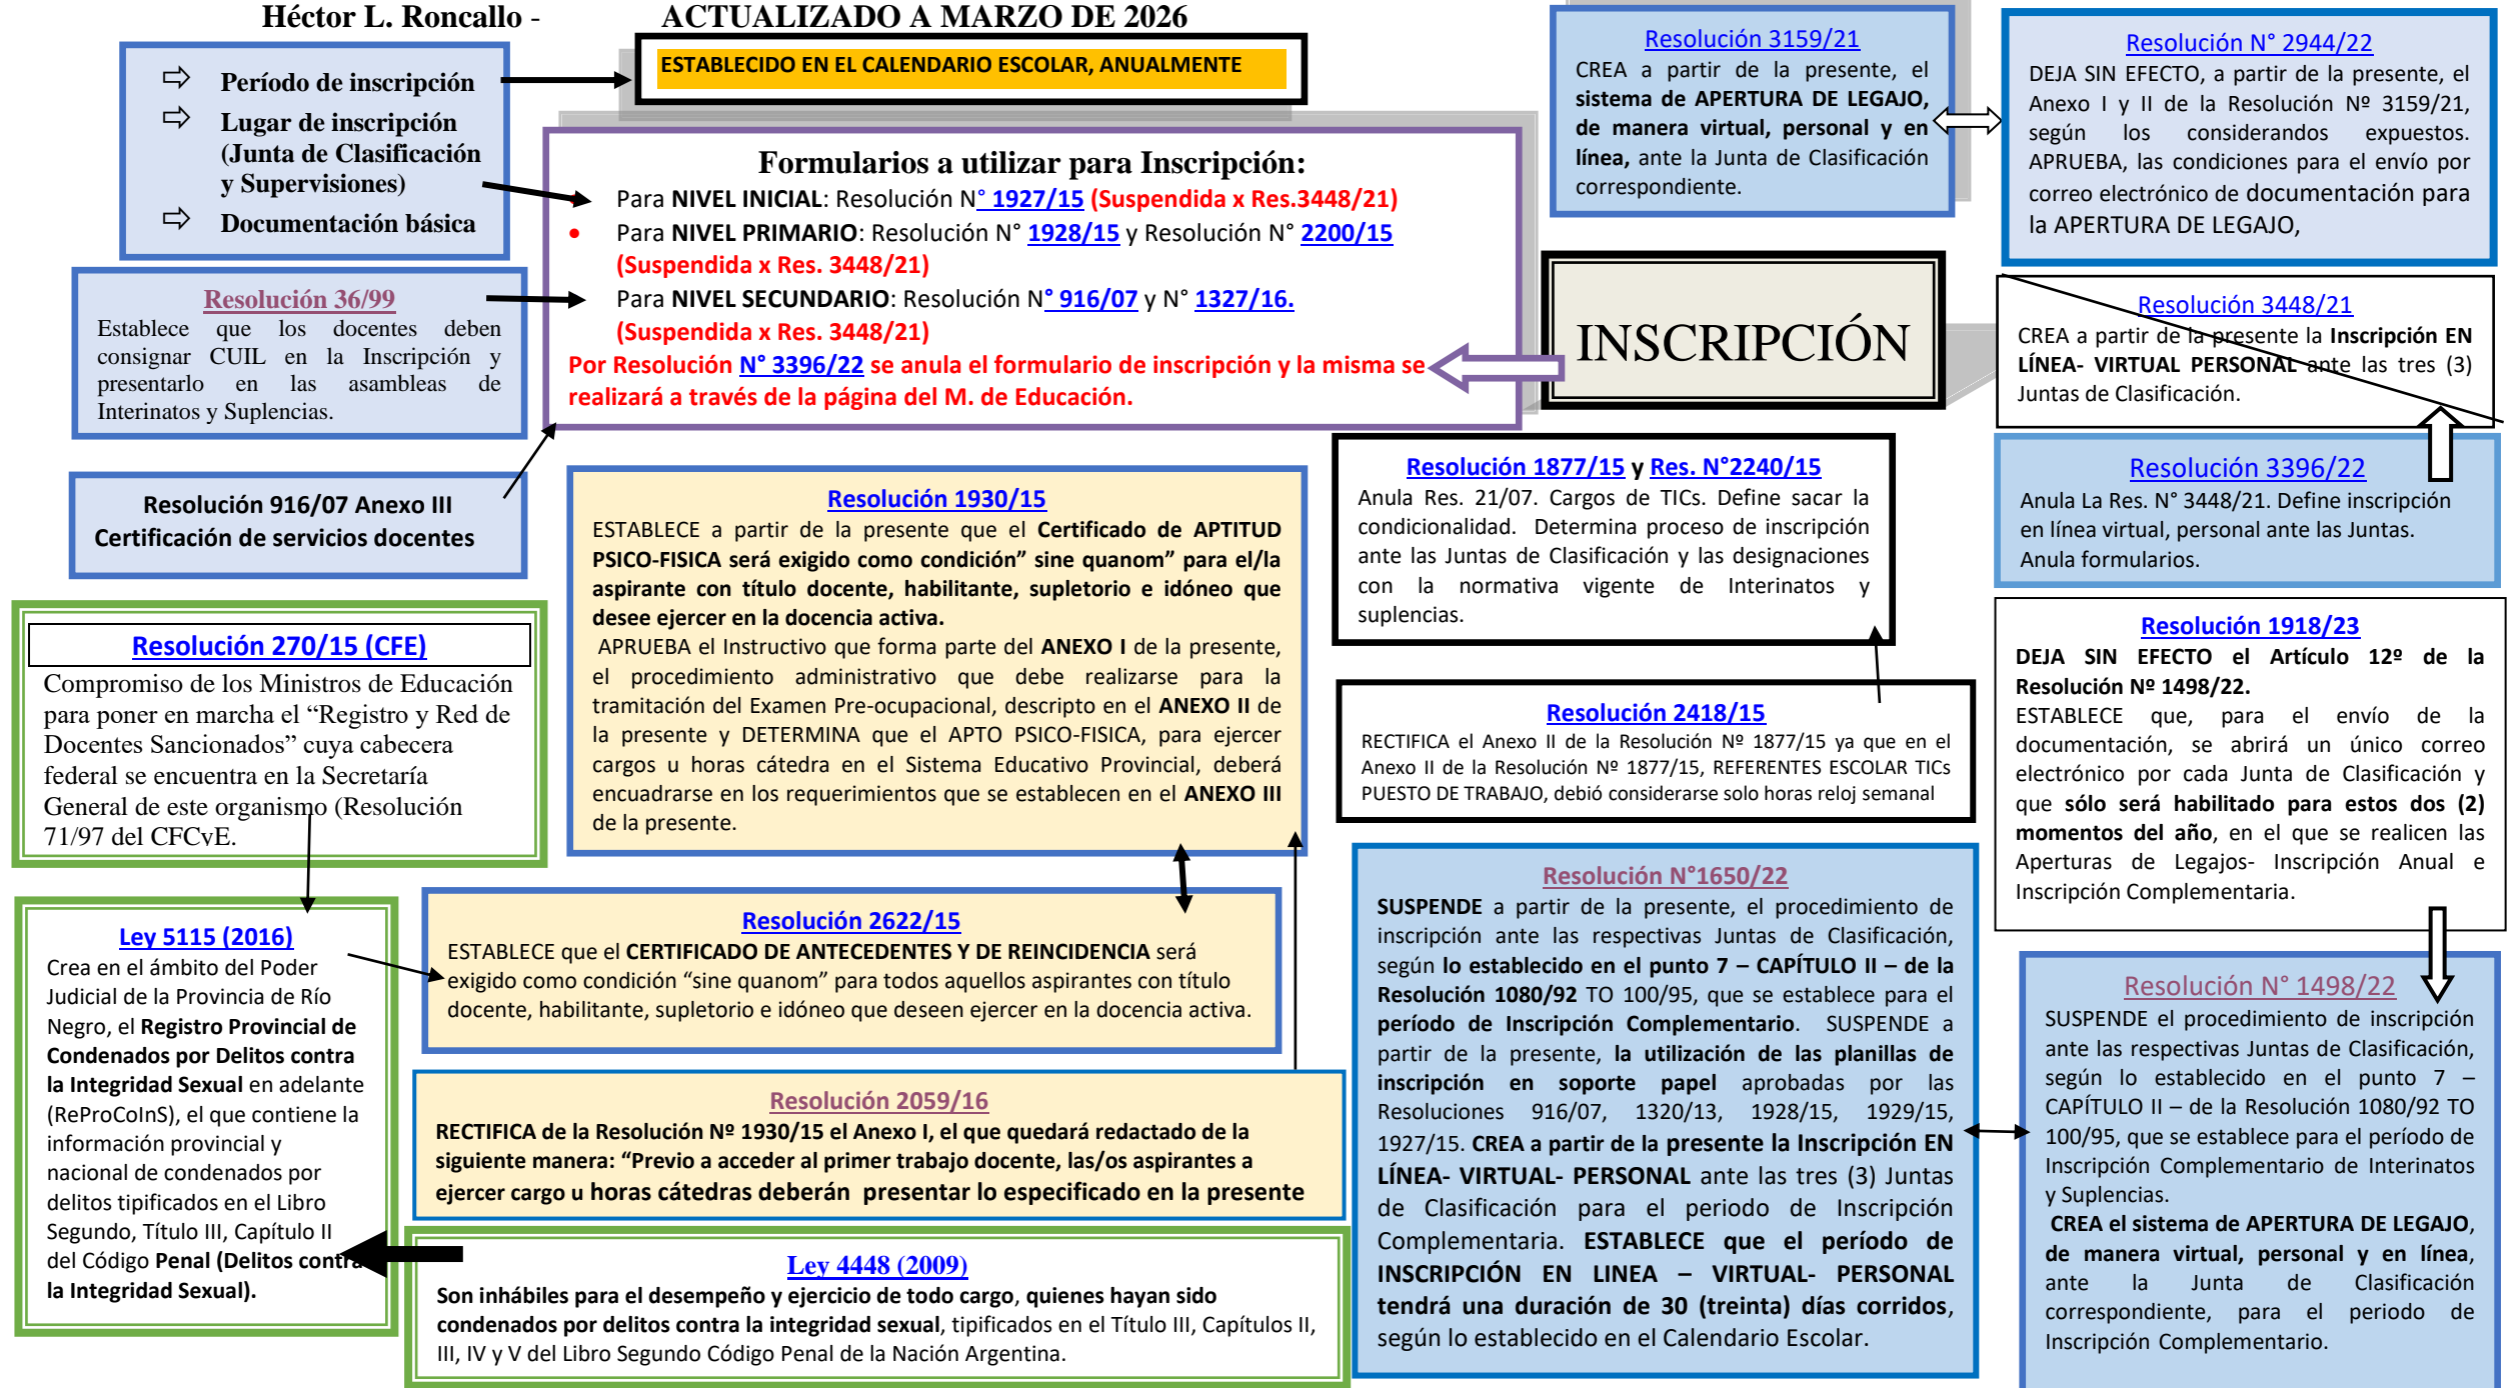 Héctor L. Roncallo - ACTUALIZADO A MARZO DE 2026
⇨ Período de inscripción
⇨ Lugar de inscripción
(Junta de Clasificación
y Supervisiones)
⇨ Documentación básica
ESTABLECIDO EN EL CALENDARIO ESCOLAR, ANUALMENTE
Formularios a utilizar para Inscripción:
Para NIVEL INICIAL: Resolución N° 1927/15 (Suspendida x Res.3448/21)
• Para NIVEL PRIMARIO: Resolución N° 1928/15 y Resolución N° 2200/15
(Suspendida x Res. 3448/21)
Para NIVEL SECUNDARIO: Resolución N° 916/07 y N° 1327/16.
(Suspendida x Res. 3448/21)
Por Resolución N° 3396/22 se anula el formulario de inscripción y la misma se
realizará a través de la página del M. de Educación.
Resolución 3159/21
CREA a partir de la presente, el
sistema de APERTURA DE LEGAJO,
de manera virtual, personal y en
línea, ante la Junta de Clasificación
correspondiente.
Resolución N° 2944/22
DEJA SIN EFECTO, a partir de la presente, el
Anexo I y II de la Resolución Nº 3159/21,
según los considerandos expuestos.
APRUEBA, las condiciones para el envío por
correo electrónico de documentación para
la APERTURA DE LEGAJO,
Resolución 36/99
Establece que los docentes deben
consignar CUIL en la Inscripción y
presentarlo en las asambleas de
Interinatos y Suplencias.
INSCRIPCIÓN
Resolución 3448/21
CREA a partir de la presente la Inscripción EN
LÍNEA- VIRTUAL PERSONAL ante las tres (3)
Juntas de Clasificación.
Resolución 916/07 Anexo III
Certificación de servicios docentes
Resolución 1930/15
ESTABLECE a partir de la presente que el Certificado de APTITUD
PSICO-FISICA será exigido como condición” sine quanom” para el/la
aspirante con título docente, habilitante, supletorio e idóneo que
desee ejercer en la docencia activa.
APRUEBA el Instructivo que forma parte del ANEXO I de la presente,
el procedimiento administrativo que debe realizarse para la
tramitación del Examen Pre-ocupacional, descripto en el ANEXO II de
la presente y DETERMINA que el APTO PSICO-FISICA, para ejercer
cargos u horas cátedra en el Sistema Educativo Provincial, deberá
encuadrarse en los requerimientos que se establecen en el ANEXO III
de la presente.
Resolución 1877/15 y Res. N°2240/15
Anula Res. 21/07. Cargos de TICs. Define sacar la
condicionalidad. Determina proceso de inscripción
ante las Juntas de Clasificación y las designaciones
con la normativa vigente de Interinatos y
suplencias.
Resolución 3396/22
Anula La Res. N° 3448/21. Define inscripción
en línea virtual, personal ante las Juntas.
Anula formularios.
Resolución 270/15 (CFE)
Compromiso de los Ministros de Educación
para poner en marcha el “Registro y Red de
Docentes Sancionados” cuya cabecera
federal se encuentra en la Secretaría
General de este organismo (Resolución
71/97 del CFCyE.
Resolución 2418/15
RECTIFICA el Anexo II de la Resolución Nº 1877/15 ya que en el
Anexo II de la Resolución Nº 1877/15, REFERENTES ESCOLAR TICs
PUESTO DE TRABAJO, debió considerarse solo horas reloj semanal
Resolución 1918/23
DEJA SIN EFECTO el Artículo 12º de la
Resolución Nº 1498/22.
ESTABLECE que, para el envío de la
documentación, se abrirá un único correo
electrónico por cada Junta de Clasificación y
que sólo será habilitado para estos dos (2)
momentos del año, en el que se realicen las
Aperturas de Legajos- Inscripción Anual e
Inscripción Complementaria.
Ley 5115 (2016)
Crea en el ámbito del Poder
Judicial de la Provincia de Río
Negro, el Registro Provincial de
Condenados por Delitos contra
la Integridad Sexual en adelante
(ReProCoInS), el que contiene la
información provincial y
nacional de condenados por
delitos tipificados en el Libro
Segundo, Título III, Capítulo II
del Código Penal (Delitos contra
la Integridad Sexual).
Resolución 2622/15
ESTABLECE que el CERTIFICADO DE ANTECEDENTES Y DE REINCIDENCIA será
exigido como condición “sine quanom” para todos aquellos aspirantes con título
docente, habilitante, supletorio e idóneo que deseen ejercer en la docencia activa.
Resolución 2059/16
RECTIFICA de la Resolución Nº 1930/15 el Anexo I, el que quedará redactado de la
siguiente manera: “Previo a acceder al primer trabajo docente, las/os aspirantes a
ejercer cargo u horas cátedras deberán presentar lo especificado en la presente
Ley 4448 (2009)
Son inhábiles para el desempeño y ejercicio de todo cargo, quienes hayan sido
condenados por delitos contra la integridad sexual, tipificados en el Título III, Capítulos II,
III, IV y V del Libro Segundo Código Penal de la Nación Argentina.
Resolución N°1650/22
SUSPENDE a partir de la presente, el procedimiento de
inscripción ante las respectivas Juntas de Clasificación,
según lo establecido en el punto 7 – CAPÍTULO II – de la
Resolución 1080/92 TO 100/95, que se establece para el
período de Inscripción Complementario. SUSPENDE a
partir de la presente, la utilización de las planillas de
inscripción en soporte papel aprobadas por las
Resoluciones 916/07, 1320/13, 1928/15, 1929/15,
1927/15. CREA a partir de la presente la Inscripción EN
LÍNEA- VIRTUAL- PERSONAL ante las tres (3) Juntas
de Clasificación para el periodo de Inscripción
Complementaria. ESTABLECE que el período de
INSCRIPCIÓN EN LINEA – VIRTUAL- PERSONAL
tendrá una duración de 30 (treinta) días corridos,
según lo establecido en el Calendario Escolar.
Resolución N° 1498/22
SUSPENDE el procedimiento de inscripción
ante las respectivas Juntas de Clasificación,
según lo establecido en el punto 7 –
CAPÍTULO II – de la Resolución 1080/92 TO
100/95, que se establece para el período de
Inscripción Complementario de Interinatos
y Suplencias.
CREA el sistema de APERTURA DE LEGAJO,
de manera virtual, personal y en línea,
ante la Junta de Clasificación
correspondiente, para el periodo de
Inscripción Complementario.